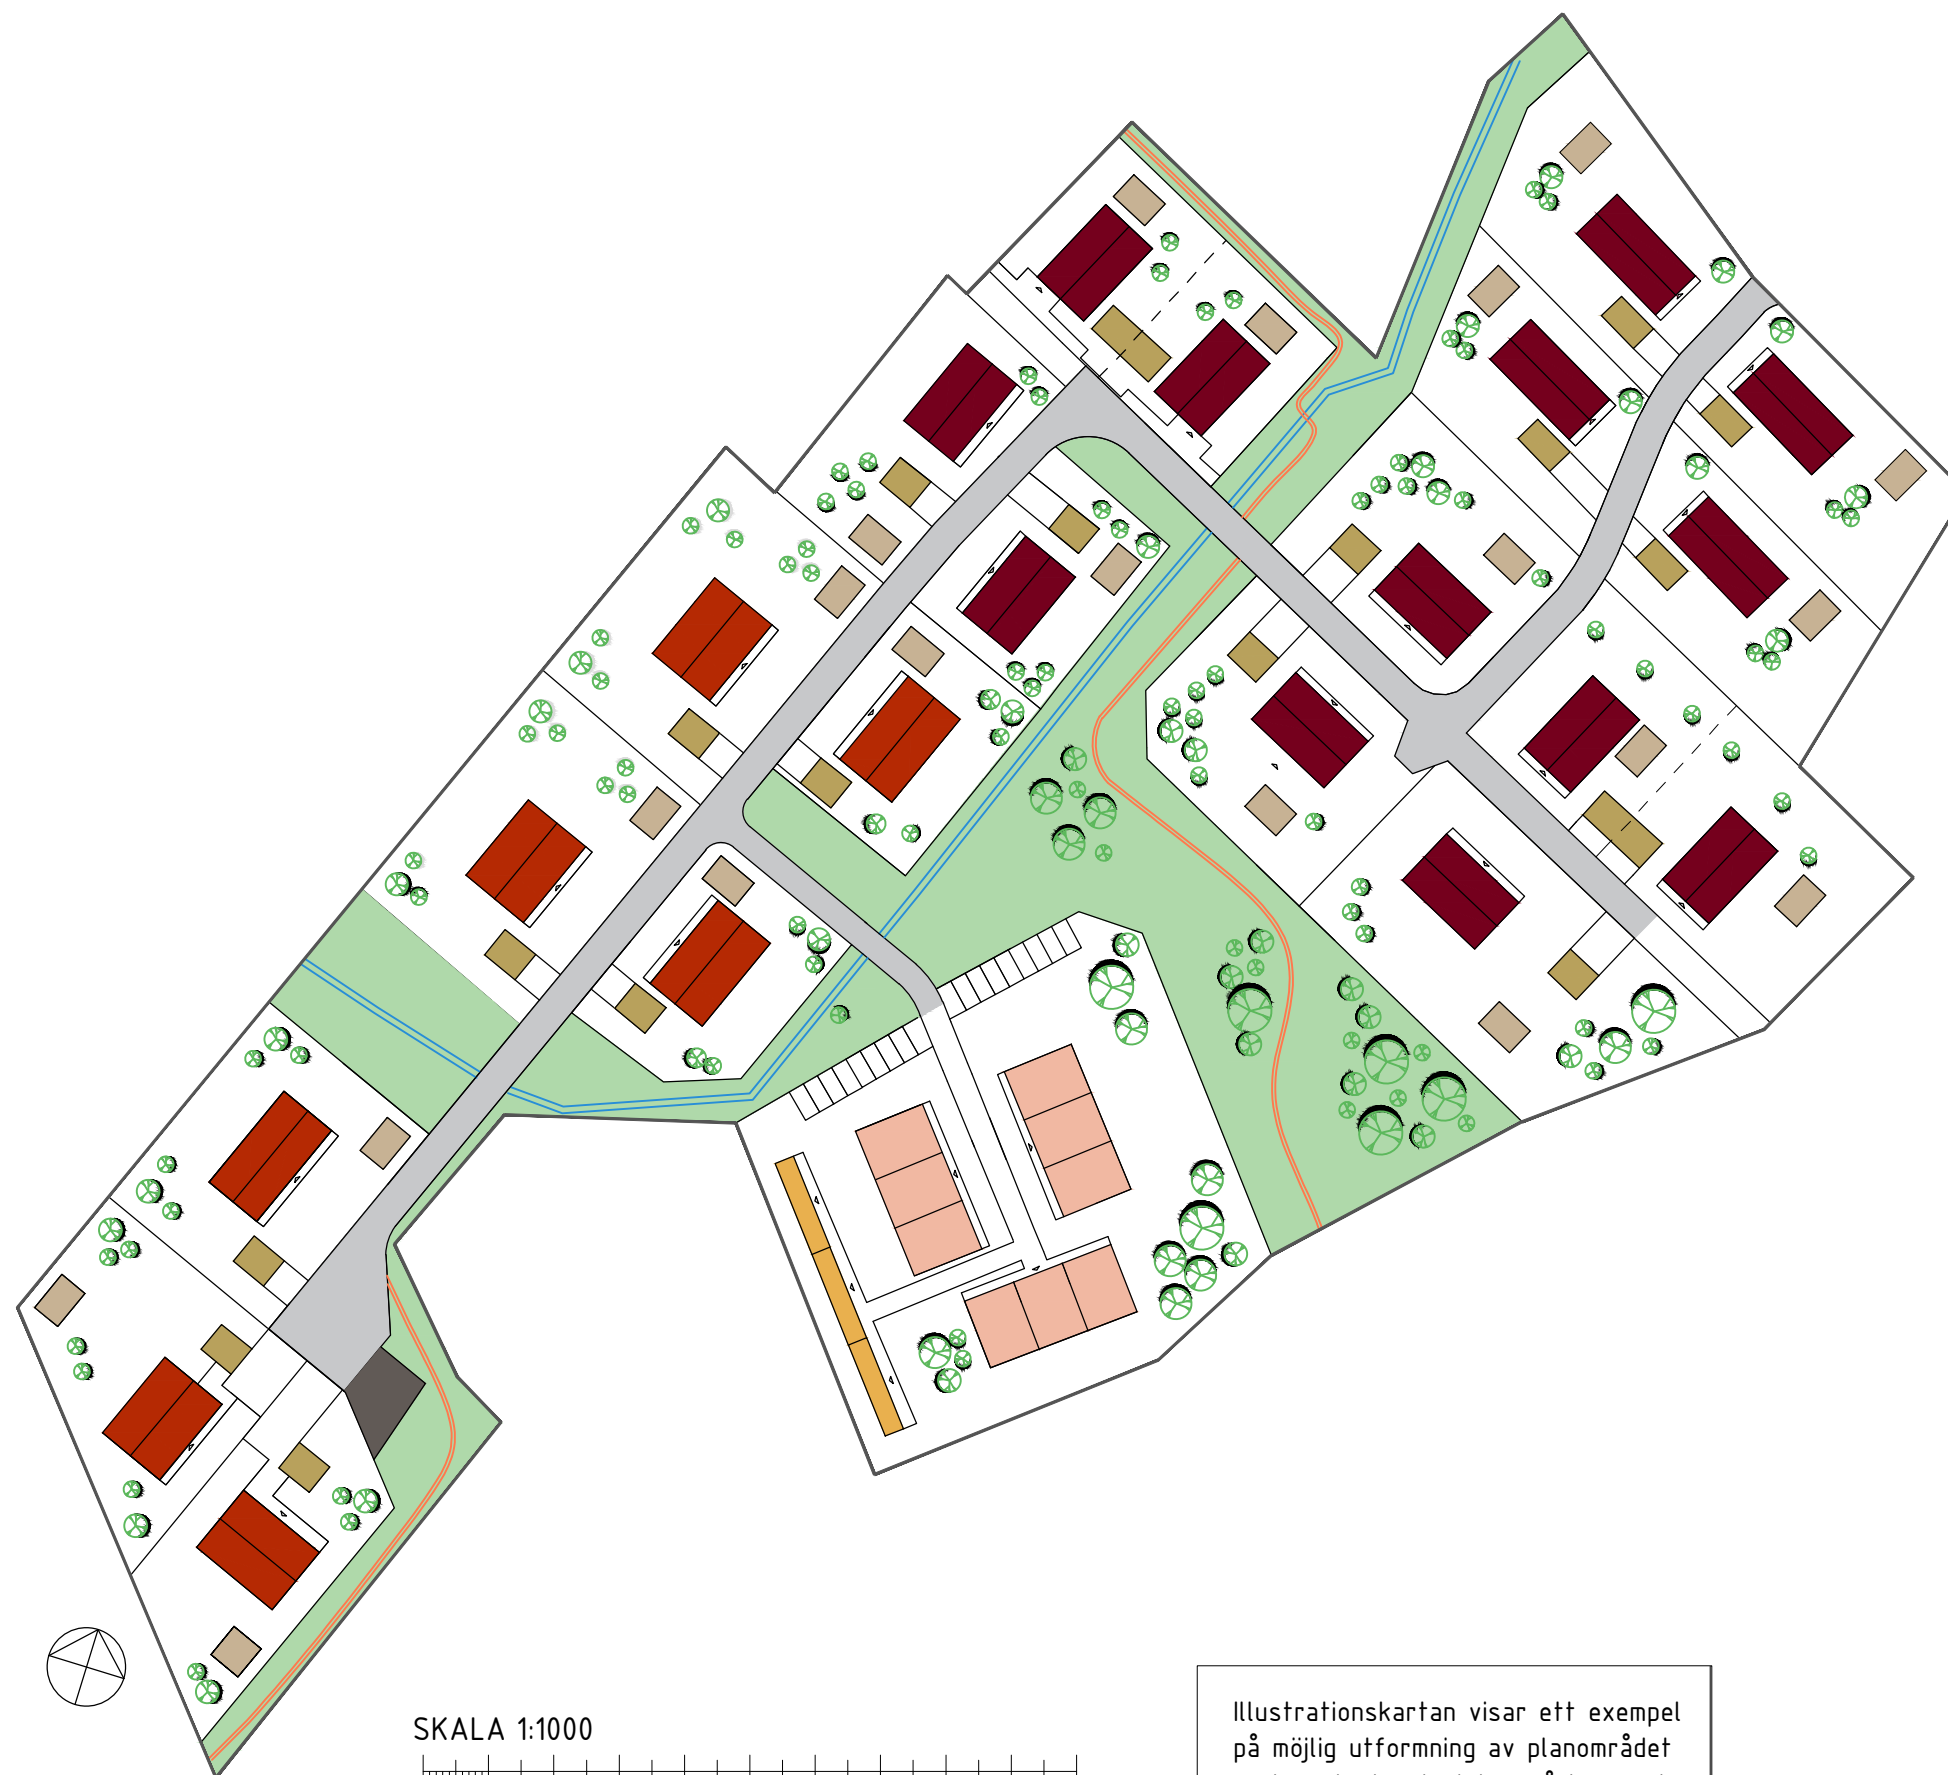 SKALA 1:1000
Illustrationskartan visar ett exempel
på möjlig utformning av planområdet